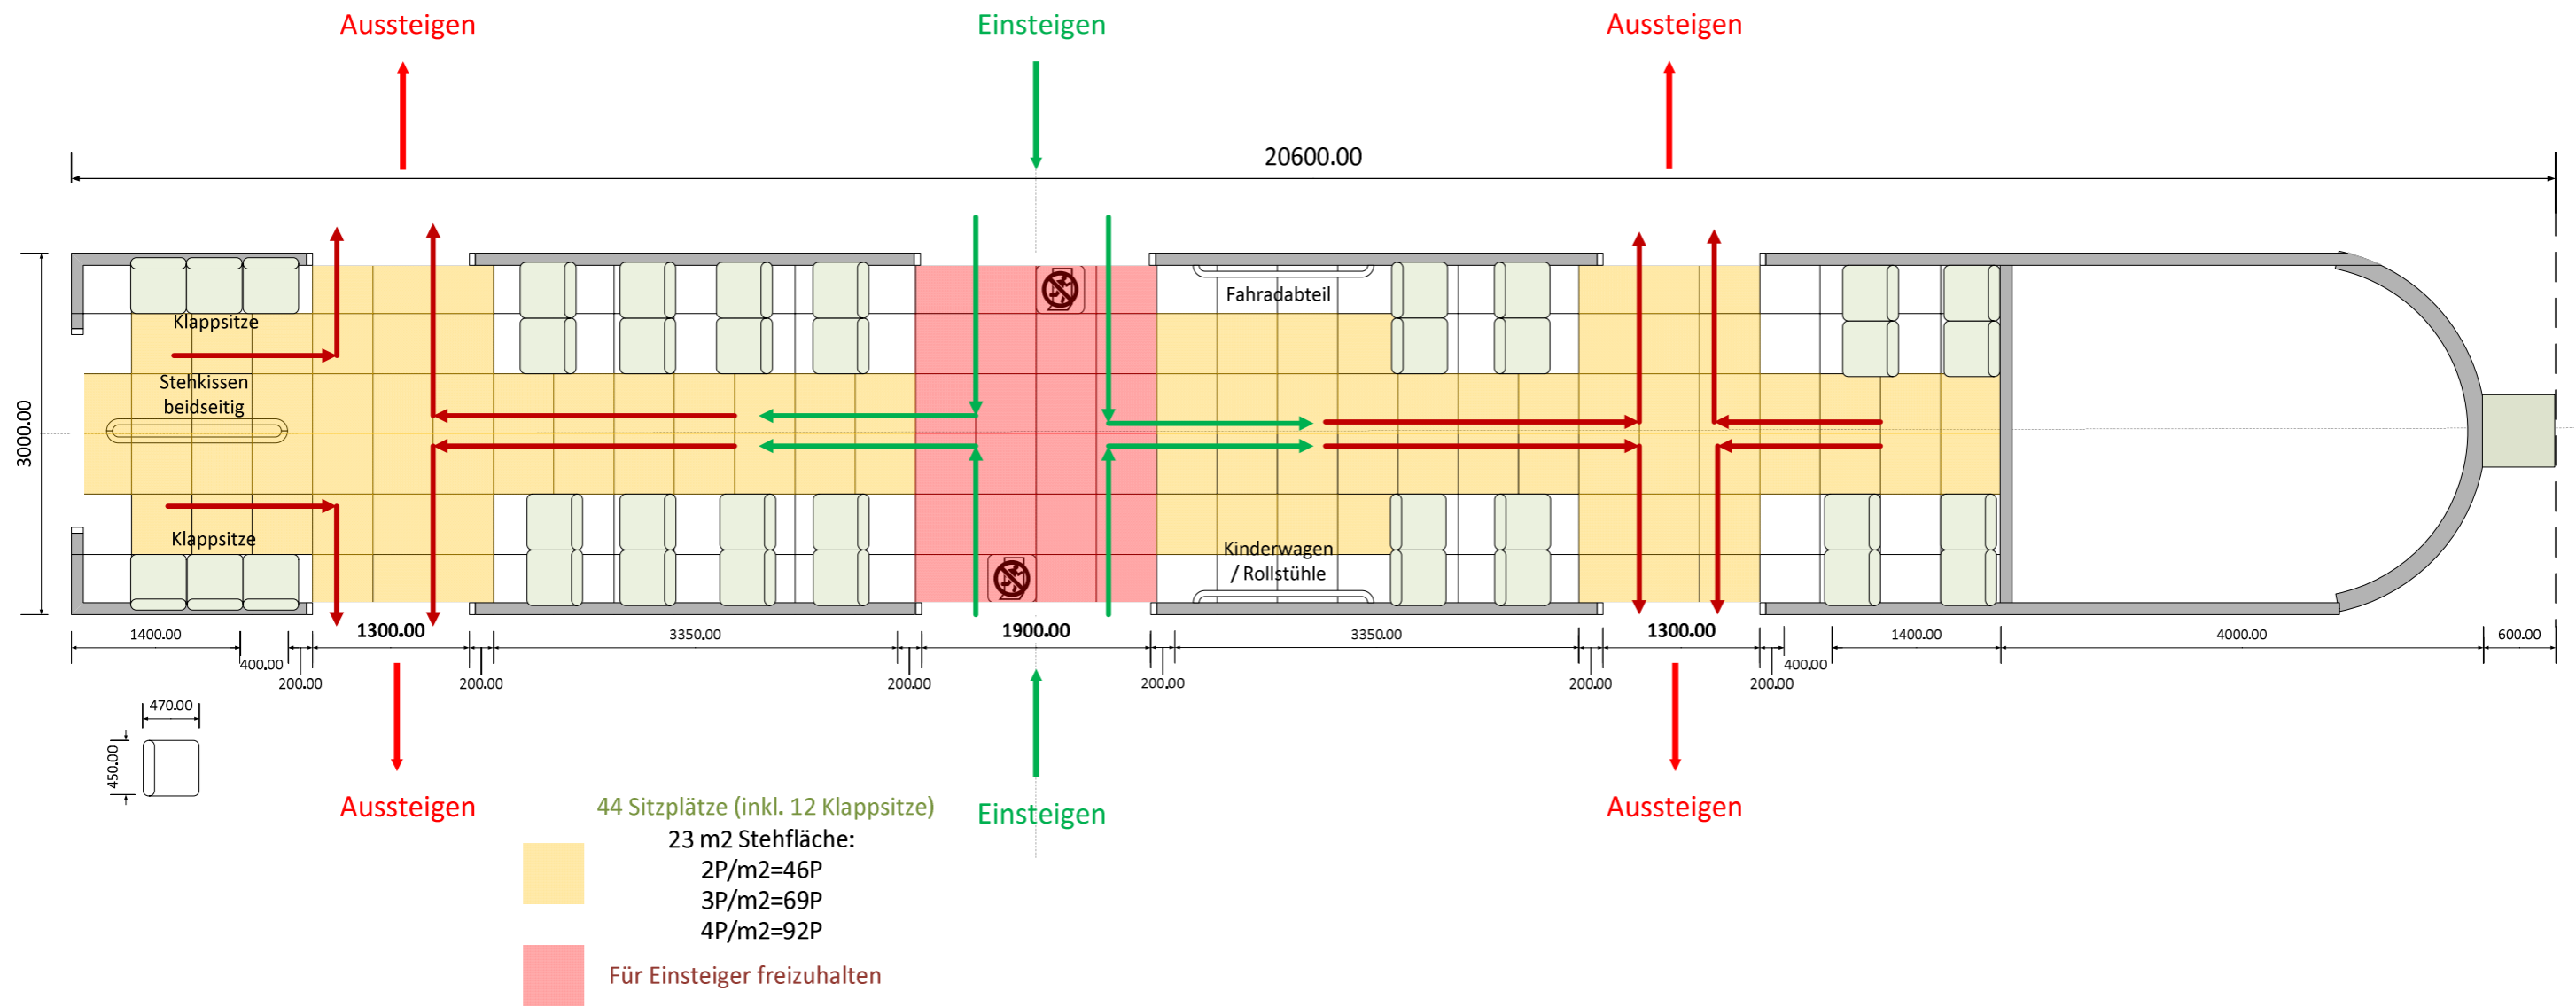 Aussteigen
Einsteigen
Aussteigen
20600.00
3000.00
Klappsitze
Stehkissen
beidseitig
Klappsitze
Fahradabteil
Kinderwagen
/ Rollstühle
1400.00
400.00
200.00
1300.00
200.00
3350.00
200.00
1900.00
200.00
3350.00
200.00
1300.00
200.00
400.00
1400.00
4000.00
600.00
470.00
450.00
Aussteigen
Einsteigen
Aussteigen
44 Sitzplätze (inkl. 12 Klappsitze)
23 m2 Stehfläche:
2P/m2=46P
3P/m2=69P
4P/m2=92P
Für Einsteiger freizuhalten